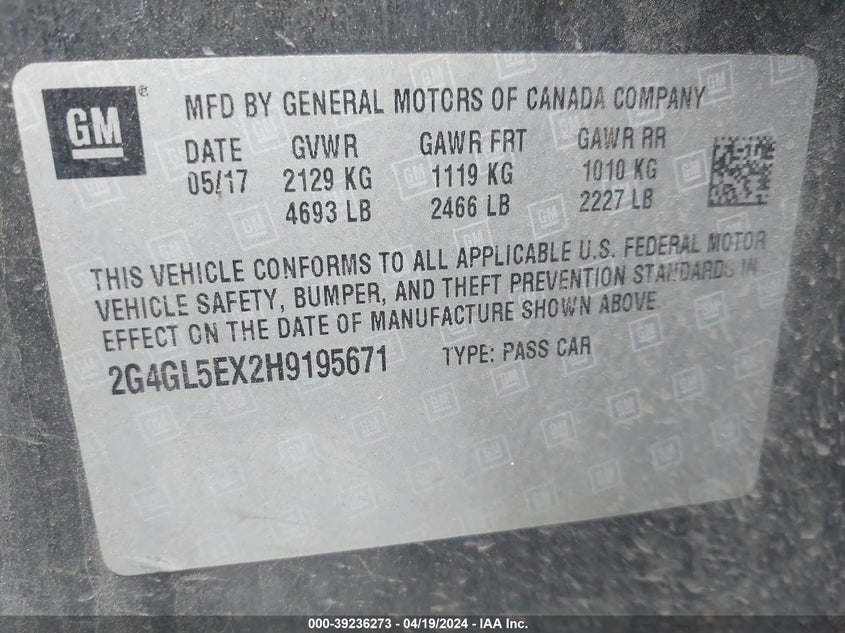 GM
MFD BY GENERAL MOTORS OF CANADA COMPANY
DATE GVWR GAWR FRT GAWR RR
05/17 2129 KG 1119 KG 1010 KG
4693 LB 2466 LB 2227 LB
THIS VEHICLE CONFORMS TO ALL APPLICABLE U.S. FEDERAL MOTOR
VEHICLE SAFETY, BUMPER, AND THEFT PREVENTION STANDARDS IN
EFFECT ON THE DATE OF MANUFACTURE SHOWN ABOVE
2G4GL5EX2H9195671 TYPE: PASS CAR
000-39236273 - 04/19/2024 - IAA Inc.